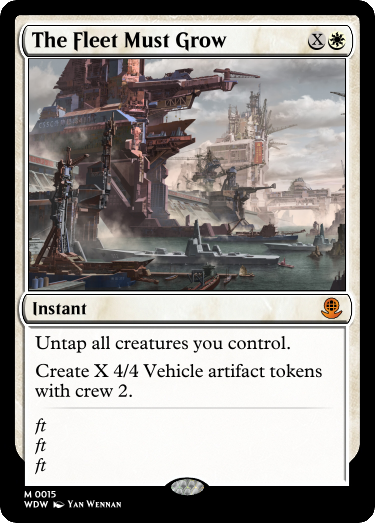 The Fleet Must Grow X
Instant
Untap all creatures you control.
Create X 4/4 Vehicle artifact tokens
with crew 2.
ft
ft
ft
M 0015
WDW Yan Wennan